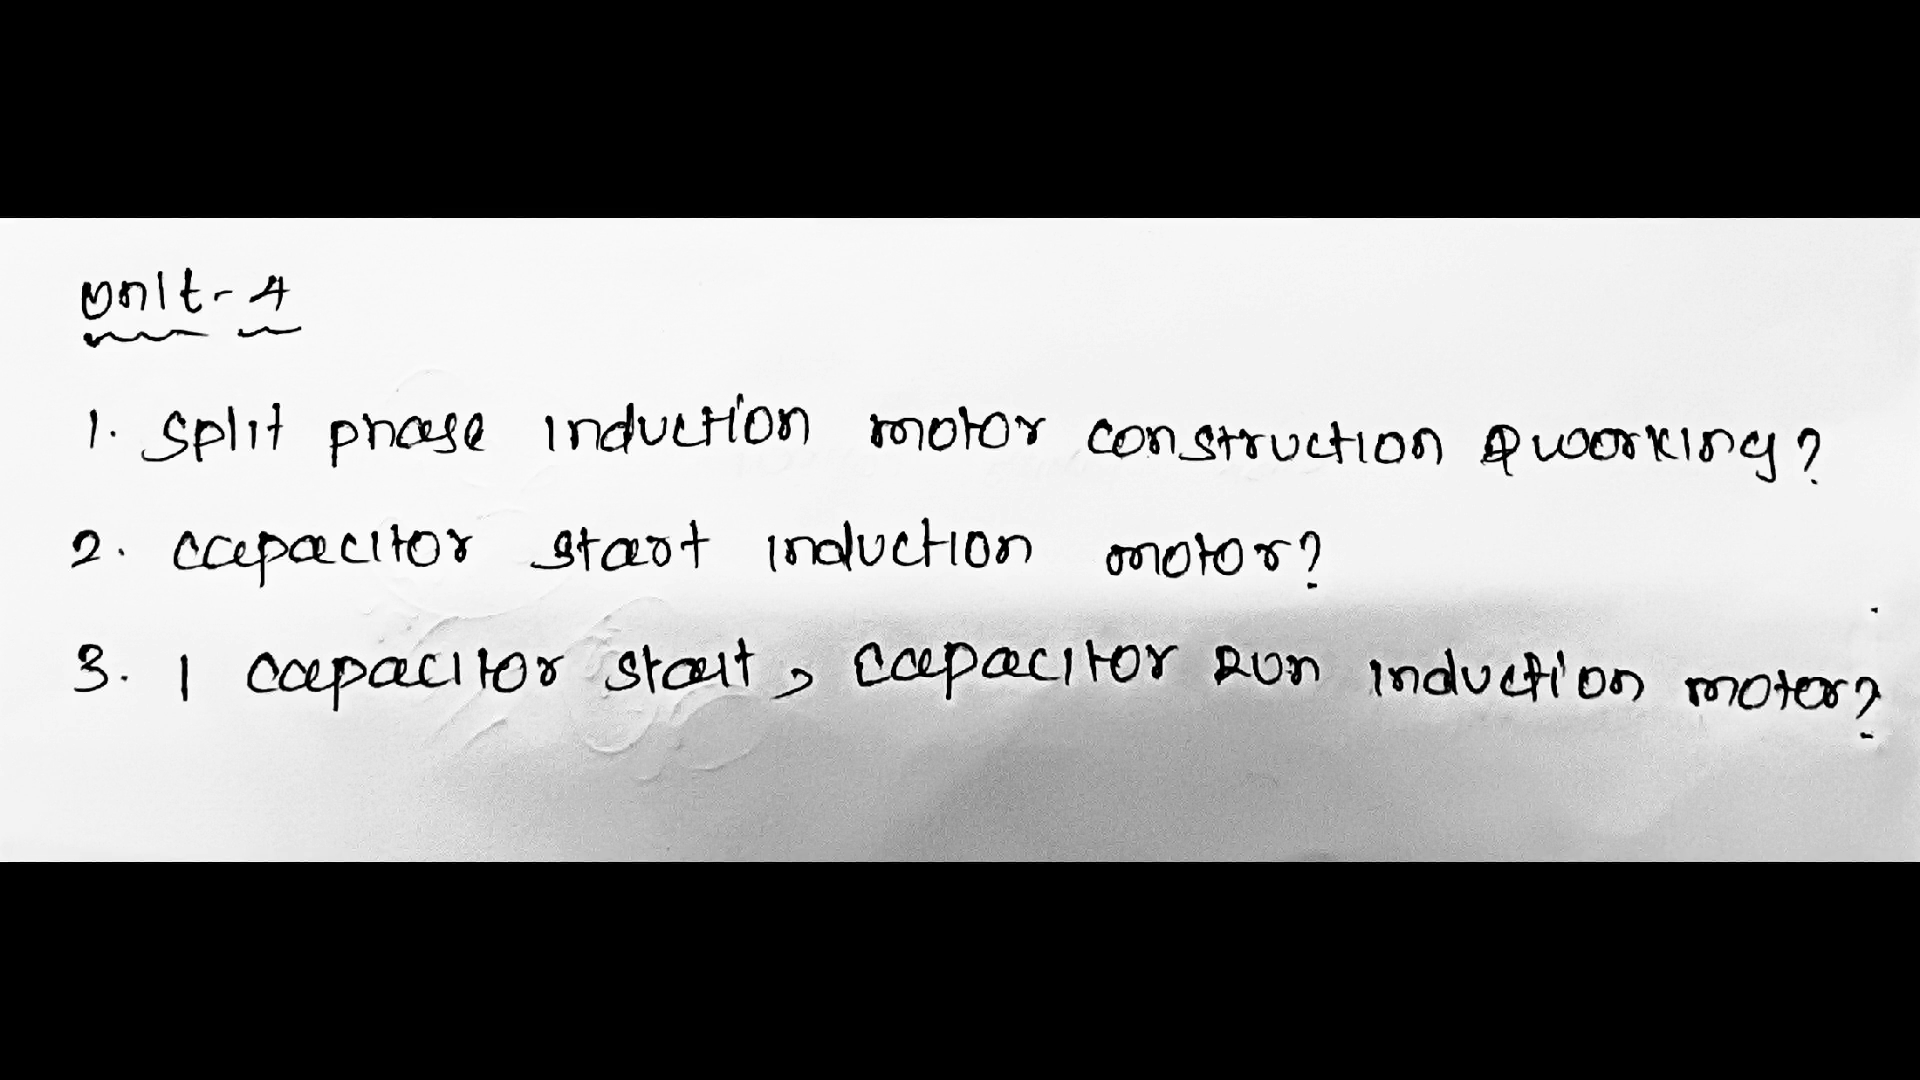 Unit-4
1. Split phase induction motor construction & working?
2. capacitor start induction motor?
3. 1 capacitor start, capacitor Run induction motor?